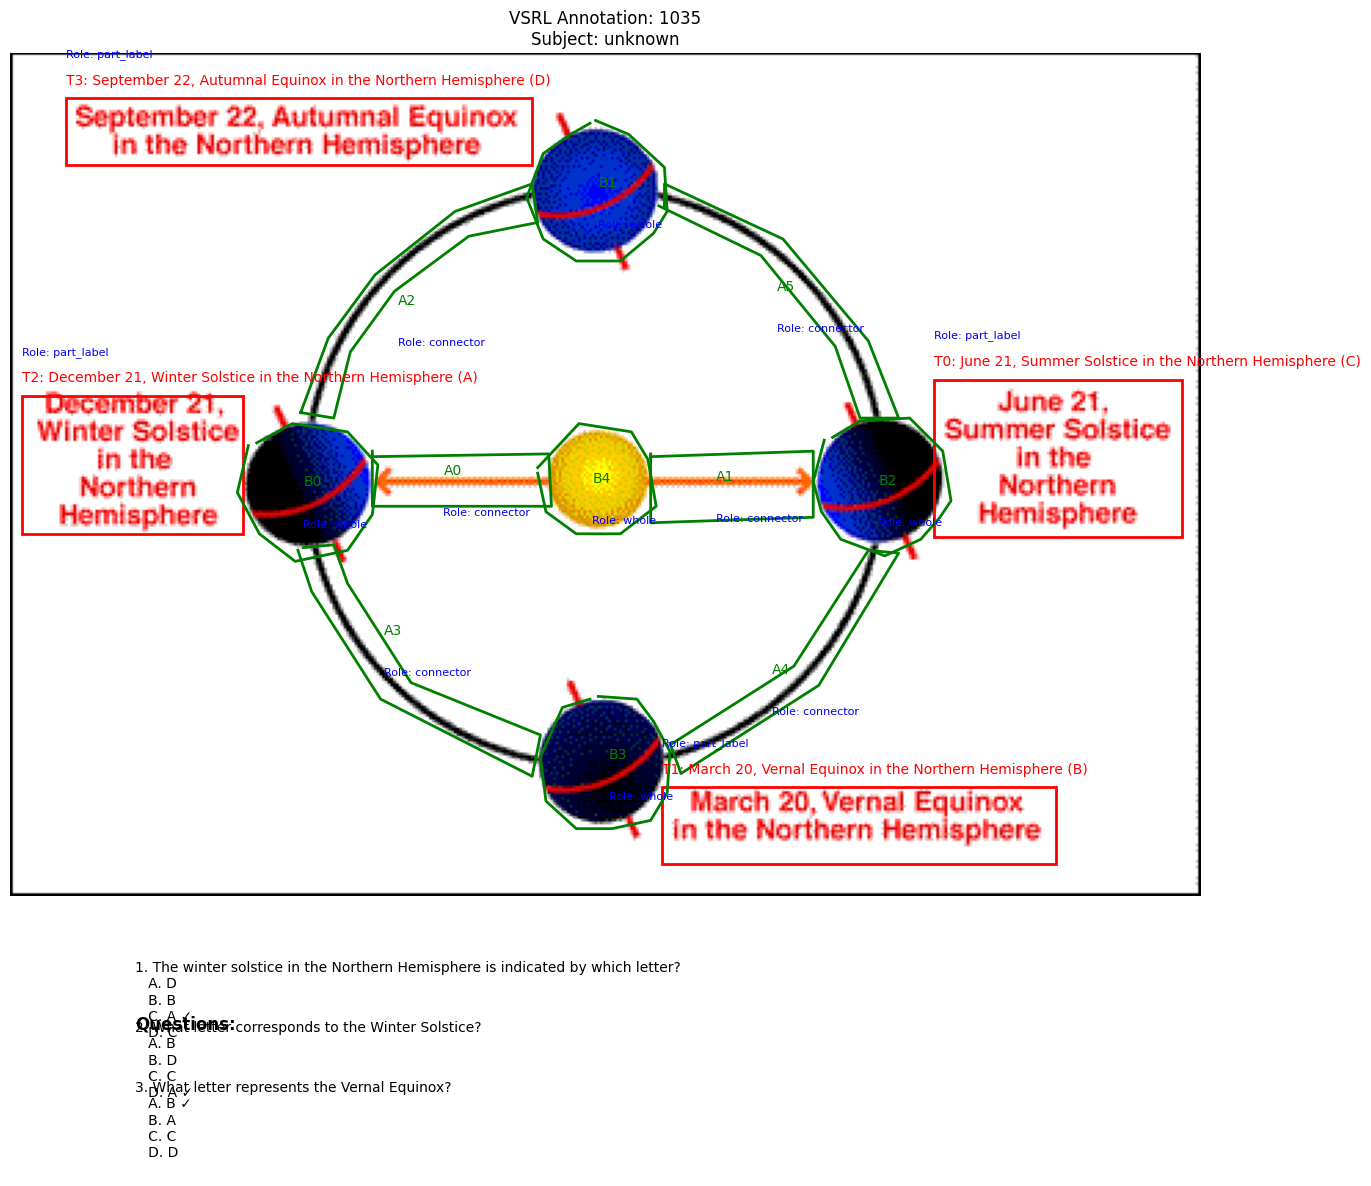 VSRL Annotation: 1035
Subject: unknown
Role: part_label
T3: September 22, Autumnal Equinox in the Northern Hemisphere (D)
September 22, Autumnal Equinox
in the Northern Hemisphere
B1
Role: whole
A2
Role: connector
A5
Role: connector
Role: part_label
T2: December 21, Winter Solstice in the Northern Hemisphere (A)
December 21,
Winter Solstice
in the
Northern
Hemisphere
Role: part_label
T0: June 21, Summer Solstice in the Northern Hemisphere (C)
June 21,
Summer Solstice
in the
Northern
Hemisphere
B0
Role: whole
A0
Role: connector
B4
Role: whole
A1
Role: connector
B2
Role: whole
A3
Role: connector
A4
Role: connector
B3
Role: whole
Role: part_label
T1: March 20, Vernal Equinox in the Northern Hemisphere (B)
March 20, Vernal Equinox
in the Northern Hemisphere
1. The winter solstice in the Northern Hemisphere is indicated by which letter?
A. D
B. B
C. A ✓
D. C
Questions:
2. What letter corresponds to the Winter Solstice?
A. B
B. D
C. C
D. A ✓
3. What letter represents the Vernal Equinox?
A. B ✓
B. A
C. C
D. D